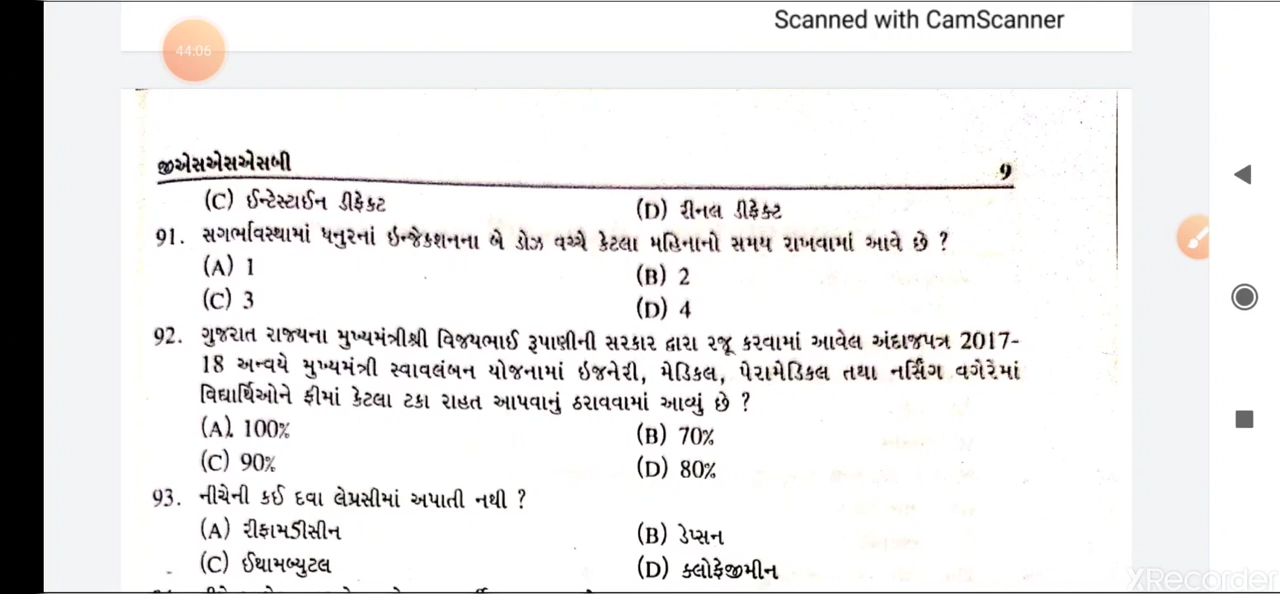 Scanned with CamScanner
44:06
જીએસએસએસબી 9
(C) ઈન્ટેસ્ટાઈન ડીફેકટ (D) રીનલ ડીફેક્ટ
91. સગર્ભાવસ્થામાં ધનુરનાં ઇન્જેકશનના બે ડોઝ વચ્ચે કેટલા મહિનાનો સમય રાખવામાં આવે છે ?
(A) 1 (B) 2
(C) 3 (D) 4
92. ગુજરાત રાજ્યના મુખ્યમંત્રીશ્રી વિજયભાઈ રૂપાણીની સરકાર દ્વારા રજૂ કરવામાં આવેલ અંદાજપત્ર 2017-
18 અન્વયે મુખ્યમંત્રી સ્વાવલંબન યોજનામાં ઇજનેરી, મેડિકલ, પેરામેડિકલ તથા નર્સિંગ વગેરેમાં
વિદ્યાર્થિઓને ફીમાં કેટલા ટકા રાહત આપવાનું ઠરાવવામાં આવ્યું છે ?
(A) 100% (B) 70%
(C) 90% (D) 80%
93. નીચેની કઈ દવા લેપ્રસીમાં અપાતી નથી ?
(A) રીફામડીસીન (B) ડેપ્સન
(C) ઈથામબ્યુટલ (D) ક્લોફેજીમીન
XRecorder